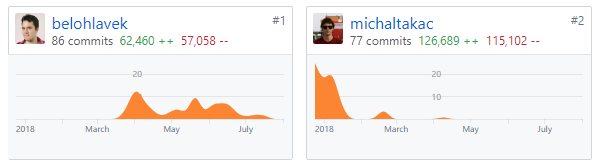 belohlavek #1
86 commits 62,460 ++ 57,058 --
20
2018 March May July
michaltakac #2
77 commits 126,689 ++ 115,102 --
20
10
2018 March May July